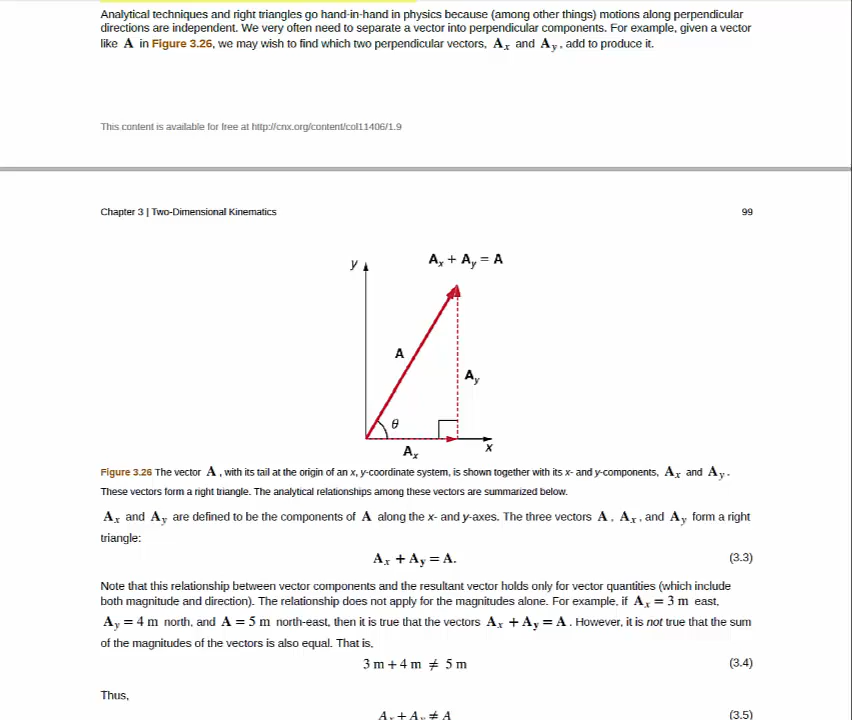 Analytical techniques and right triangles go hand-in-hand in physics because (among other things) motions along perpendicular
directions are independent. We very often need to separate a vector into perpendicular components. For example, given a vector
like A in Figure 3.26, we may wish to find which two perpendicular vectors, Aₓ and A_y, add to produce it.
This content is available for free at http://cnx.org/content/col11406/1.9
Chapter 3 | Two-Dimensional Kinematics 99
y
Aₓ + A_y = A
A
A_y
θ
x
Aₓ
Figure 3.26 The vector A , with its tail at the origin of an x, y-coordinate system, is shown together with its x- and y-components, Aₓ and A_y.
These vectors form a right triangle. The analytical relationships among these vectors are summarized below.
Aₓ and A_y are defined to be the components of A along the x- and y-axes. The three vectors A , Aₓ, and A_y form a right
triangle:
Aₓ + A_y = A. (3.3)
Note that this relationship between vector components and the resultant vector holds only for vector quantities (which include
both magnitude and direction). The relationship does not apply for the magnitudes alone. For example, if Aₓ = 3 m east,
A_y = 4 m north, and A = 5 m north-east, then it is true that the vectors Aₓ + A_y = A . However, it is not true that the sum
of the magnitudes of the vectors is also equal. That is,
3 m + 4 m ≠ 5 m (3.4)
Thus,
Aₓ + A_y ≠ A (3.5)